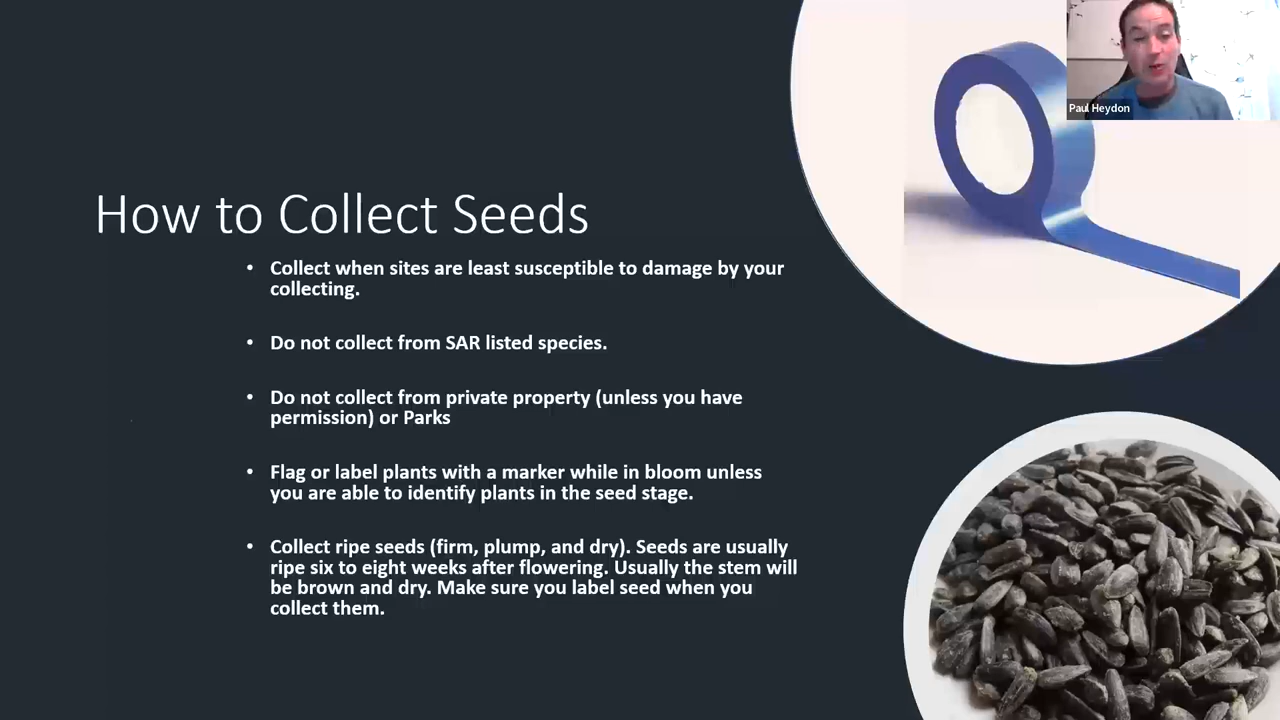 Paul Heydon
How to Collect Seeds
• Collect when sites are least susceptible to damage by your
collecting.
• Do not collect from SAR listed species.
• Do not collect from private property (unless you have
permission) or Parks
• Flag or label plants with a marker while in bloom unless
you are able to identify plants in the seed stage.
• Collect ripe seeds (firm, plump, and dry). Seeds are usually
ripe six to eight weeks after flowering. Usually the stem will
be brown and dry. Make sure you label seed when you
collect them.